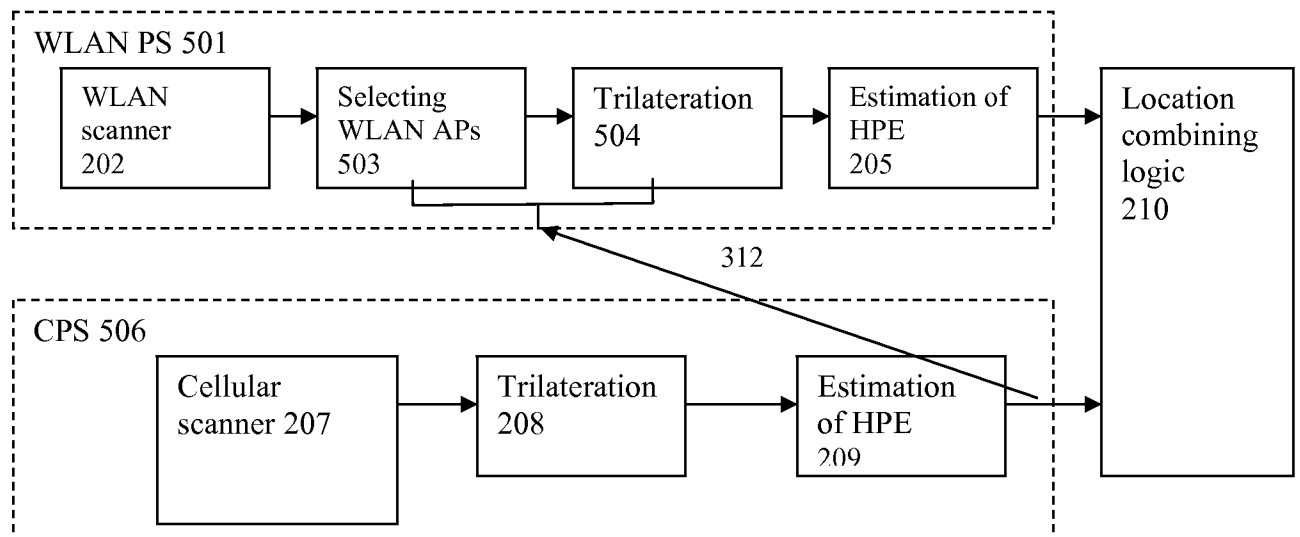 WLAN PS 501
WLAN
scanner
202
Selecting
WLAN APs
503
Trilateration
504
Estimation of
HPE
205
Location
combining
logic
210
312
CPS 506
Cellular
scanner 207
Trilateration
208
Estimation
of HPE
209